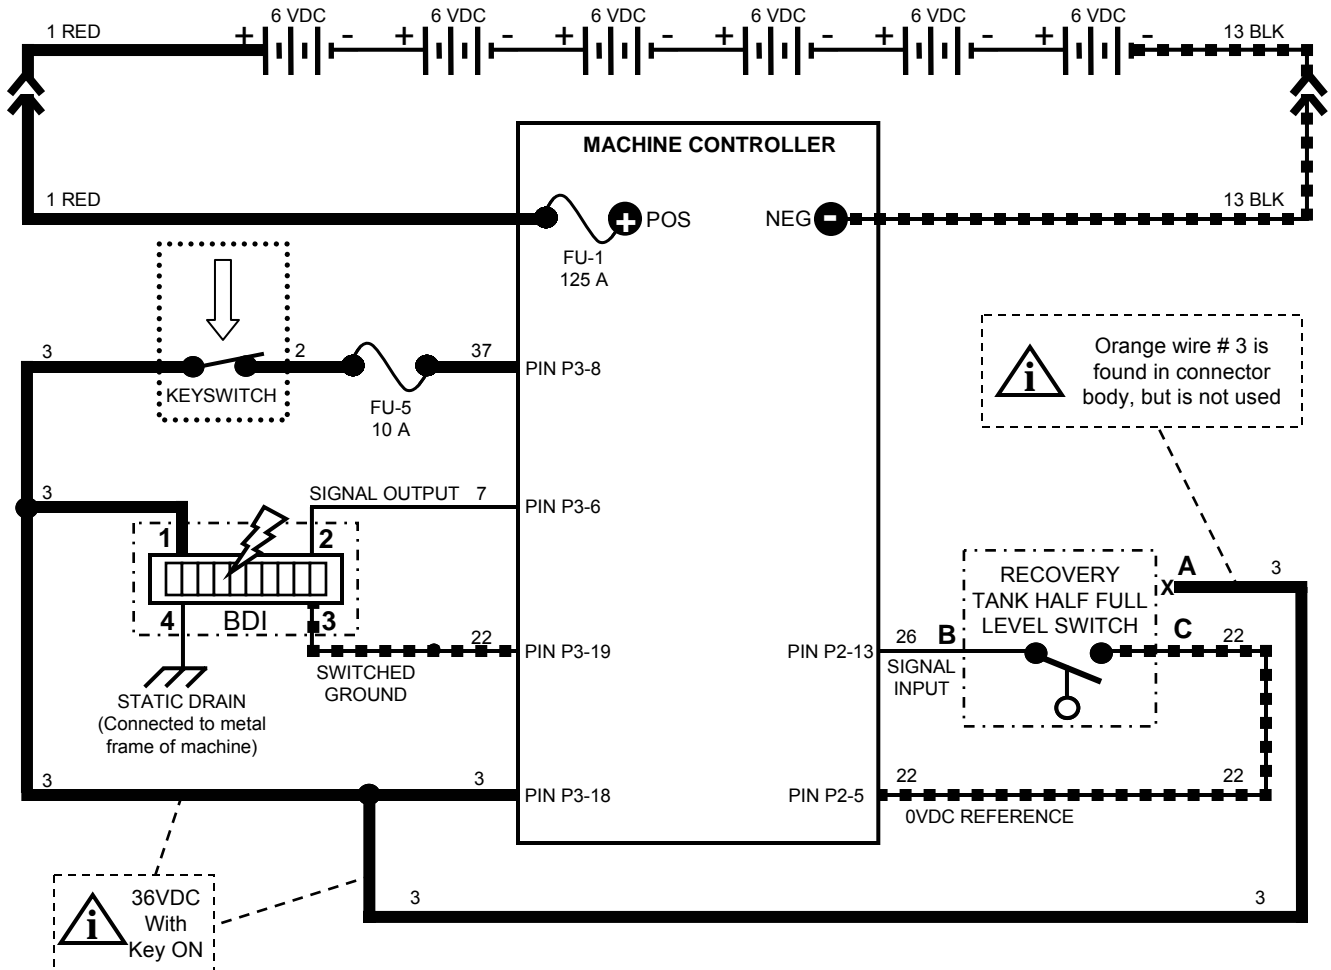 6 VDC 6 VDC 6 VDC 6 VDC 6 VDC 6 VDC
1 RED + - + - + - + - + - + - 13 BLK
MACHINE CONTROLLER
1 RED + POS NEG - 13 BLK
FU-1
125 A
3 2 37 PIN P3-8
KEYSWITCH
FU-5
10 A
i
Orange wire # 3 is
found in connector
body, but is not used
3 SIGNAL OUTPUT 7 PIN P3-6
1 2
BDI
4 3
22 PIN P3-19
SWITCHED
GROUND
STATIC DRAIN
(Connected to metal
frame of machine)
RECOVERY
TANK HALF FULL
LEVEL SWITCH
X A 3
PIN P2-13 26 B C 22
SIGNAL
INPUT
3 3 PIN P3-18
PIN P2-5 22 22
0VDC REFERENCE
i
36VDC
With
Key ON
3 3